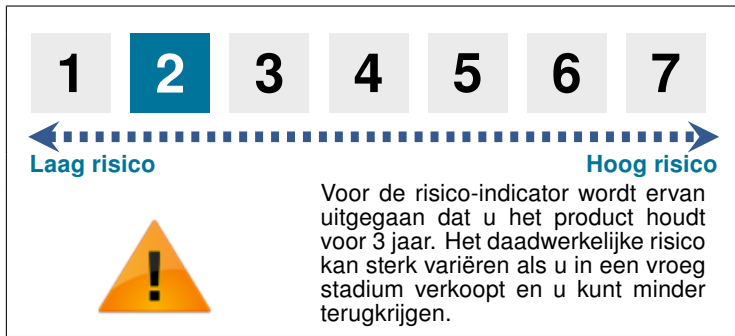 1 2 3 4 5 6 7
Laag risico Hoog risico
Voor de risico-indicator wordt ervan
uitgegaan dat u het product houdt
voor 3 jaar. Het daadwerkelijke risico
kan sterk variëren als u in een vroeg
stadium verkoopt en u kunt minder
terugkrijgen.